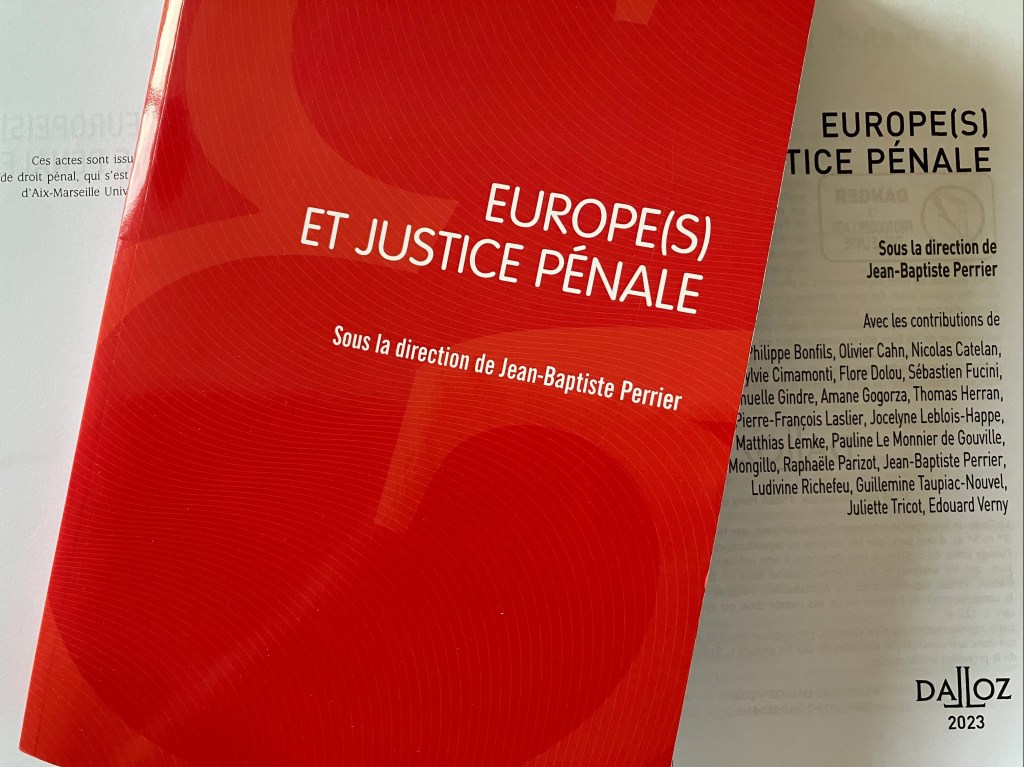 Ces actes sont issu
de droit pénal, qui s'est
d'Aix-Marseille Univ
EUROPE(S)
ET JUSTICE PÉNALE
Sous la direction de Jean-Baptiste Perrier
EUROPE(S)
TICE PÉNALE
DANGER
Sous la direction de
Jean-Baptiste Perrier
Avec les contributions de
Philippe Bonfils, Olivier Cahn, Nicolas Catelan,
ylvie Cimamonti, Flore Dolou, Sébastien Fucini,
nuelle Gindre, Amane Gogorza, Thomas Herran,
Pierre-François Laslier, Jocelyne Leblois-Happe,
Matthias Lemke, Pauline Le Monnier de Gouville,
Mongillo, Raphaële Parizot, Jean-Baptiste Perrier,
Ludivine Richefeu, Guillemine Taupiac-Nouvel,
Juliette Tricot, Edouard Verny
DALLOZ
2023